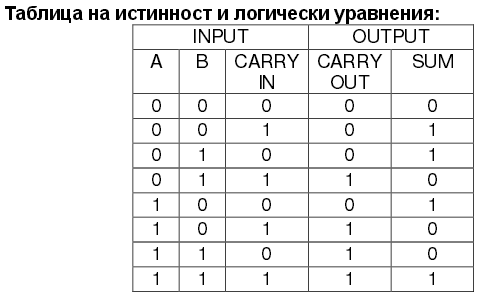 Таблица на истинност и логически уравнения:
INPUT OUTPUT
A B CARRY IN CARRY OUT SUM
0 0 0 0 0
0 0 1 0 1
0 1 0 0 1
0 1 1 1 0
1 0 0 0 1
1 0 1 1 0
1 1 0 1 0
1 1 1 1 1